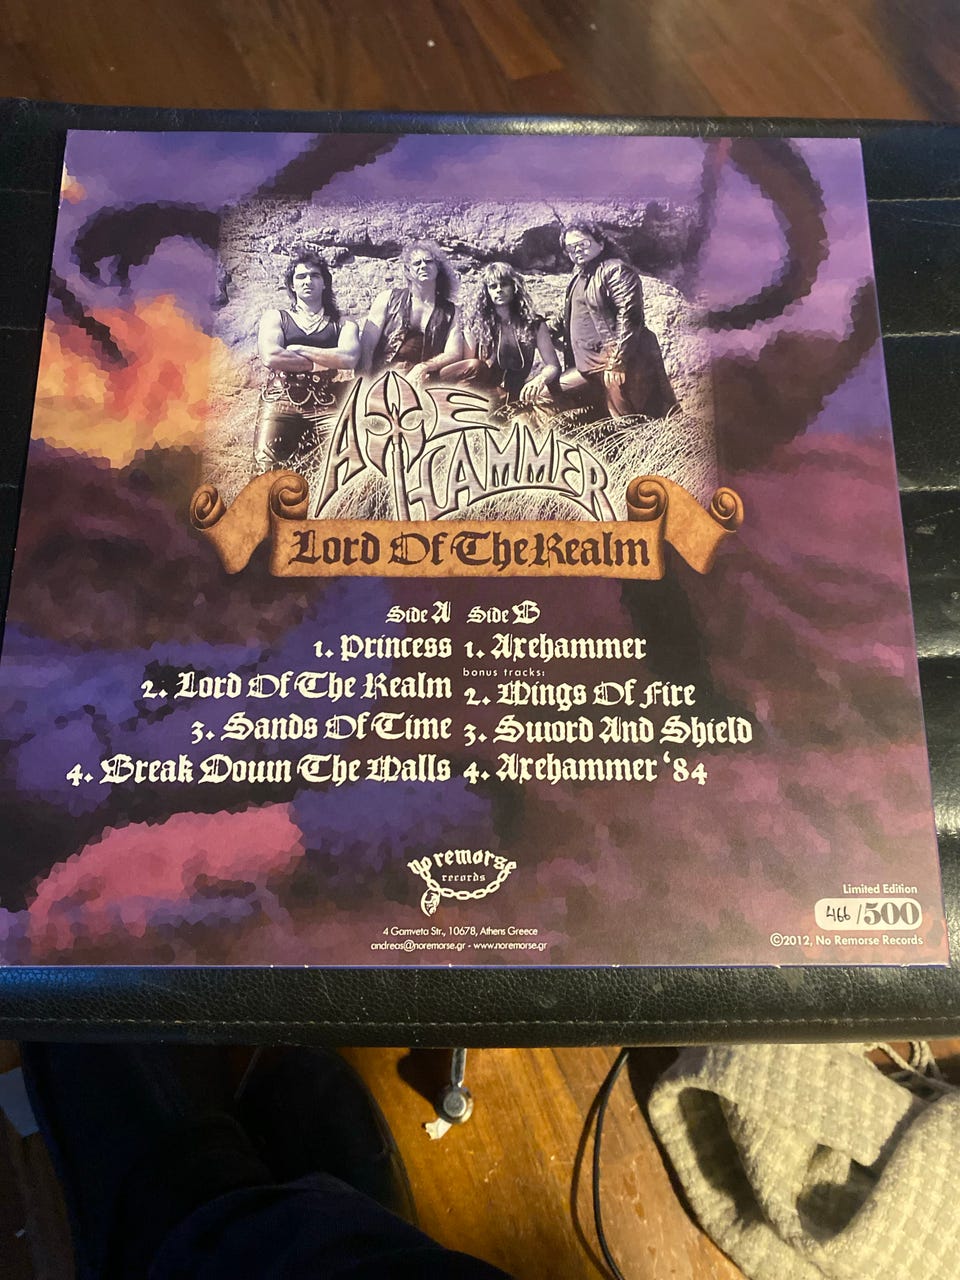 AXE
HAMMER
Lord Of The Realm
Side A
1. Princess
2. Lord Of The Realm
3. Sands Of Time
4. Break Down The Walls
Side B
1. Axehammer
bonus tracks:
2. Wings Of Fire
3. Sword And Shield
4. Axehammer '84
no remorse
records
4 Gamveta Str., 10678, Athens Greece
andreas@noremorse.gr - www.noremorse.gr
Limited Edition
466 /500
©2012, No Remorse Records